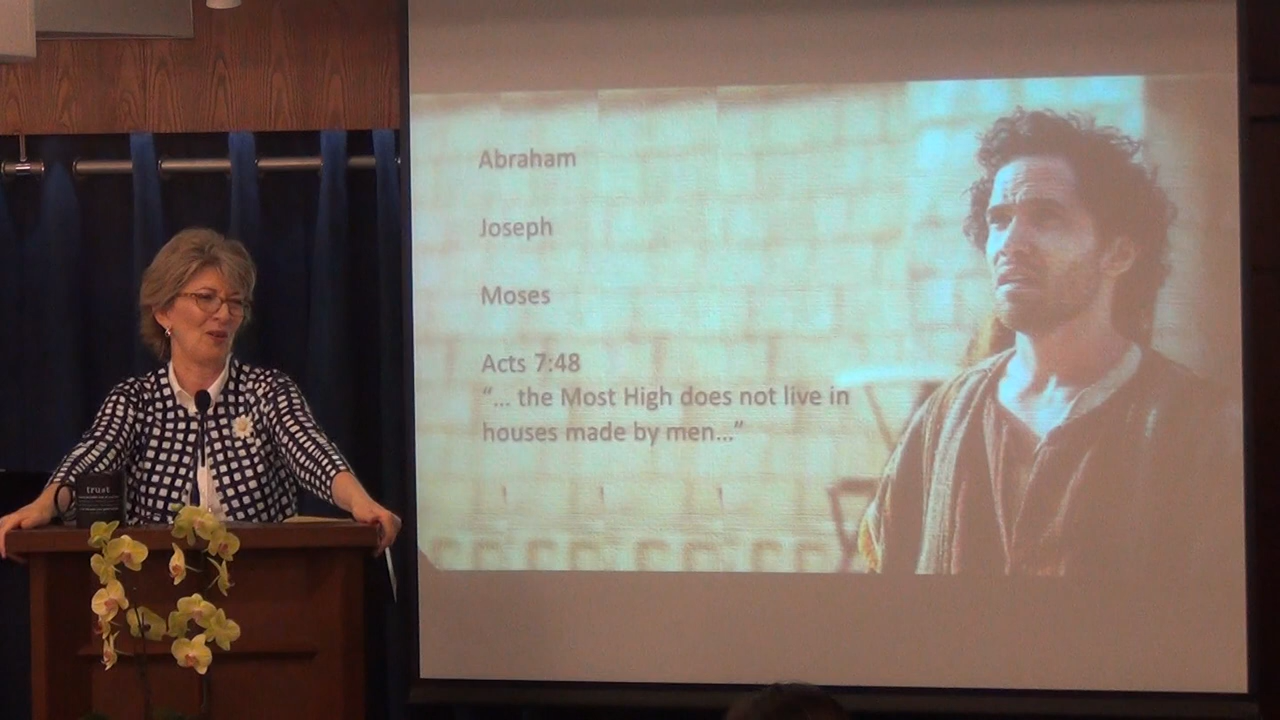 Abraham
Joseph
Moses
Acts 7:48
“... the Most High does not live in
houses made by men...”
trust